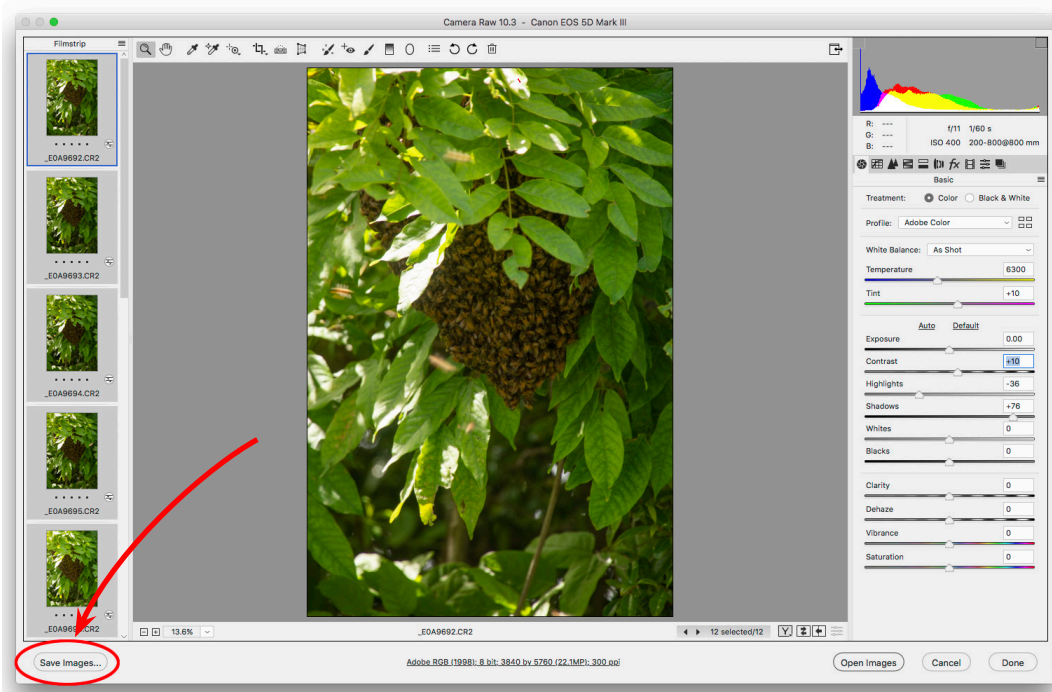 Camera Raw 10.3 - Canon EOS 5D Mark III
Filmstrip
_E0A9692.CR2
_E0A9693.CR2
_E0A9694.CR2
_E0A9695.CR2
R: ---
G: ---
B: ---
f/11 1/60 s
ISO 400 200-800@800 mm
fx
Basic
Treatment: Color Black & White
Profile: Adobe Color
White Balance: As Shot
Temperature 6300
Tint +10
Auto Default
Exposure 0.00
Contrast +10
Highlights -36
Shadows +76
Whites 0
Blacks 0
Clarity 0
Dehaze 0
Vibrance 0
Saturation 0
13.6%
_E0A9692.CR2
12 selected/12
Y
Save Images...
Adobe RGB (1998); 8 bit; 3840 by 5760 (22.1MP); 300 ppi
Open Images Cancel Done